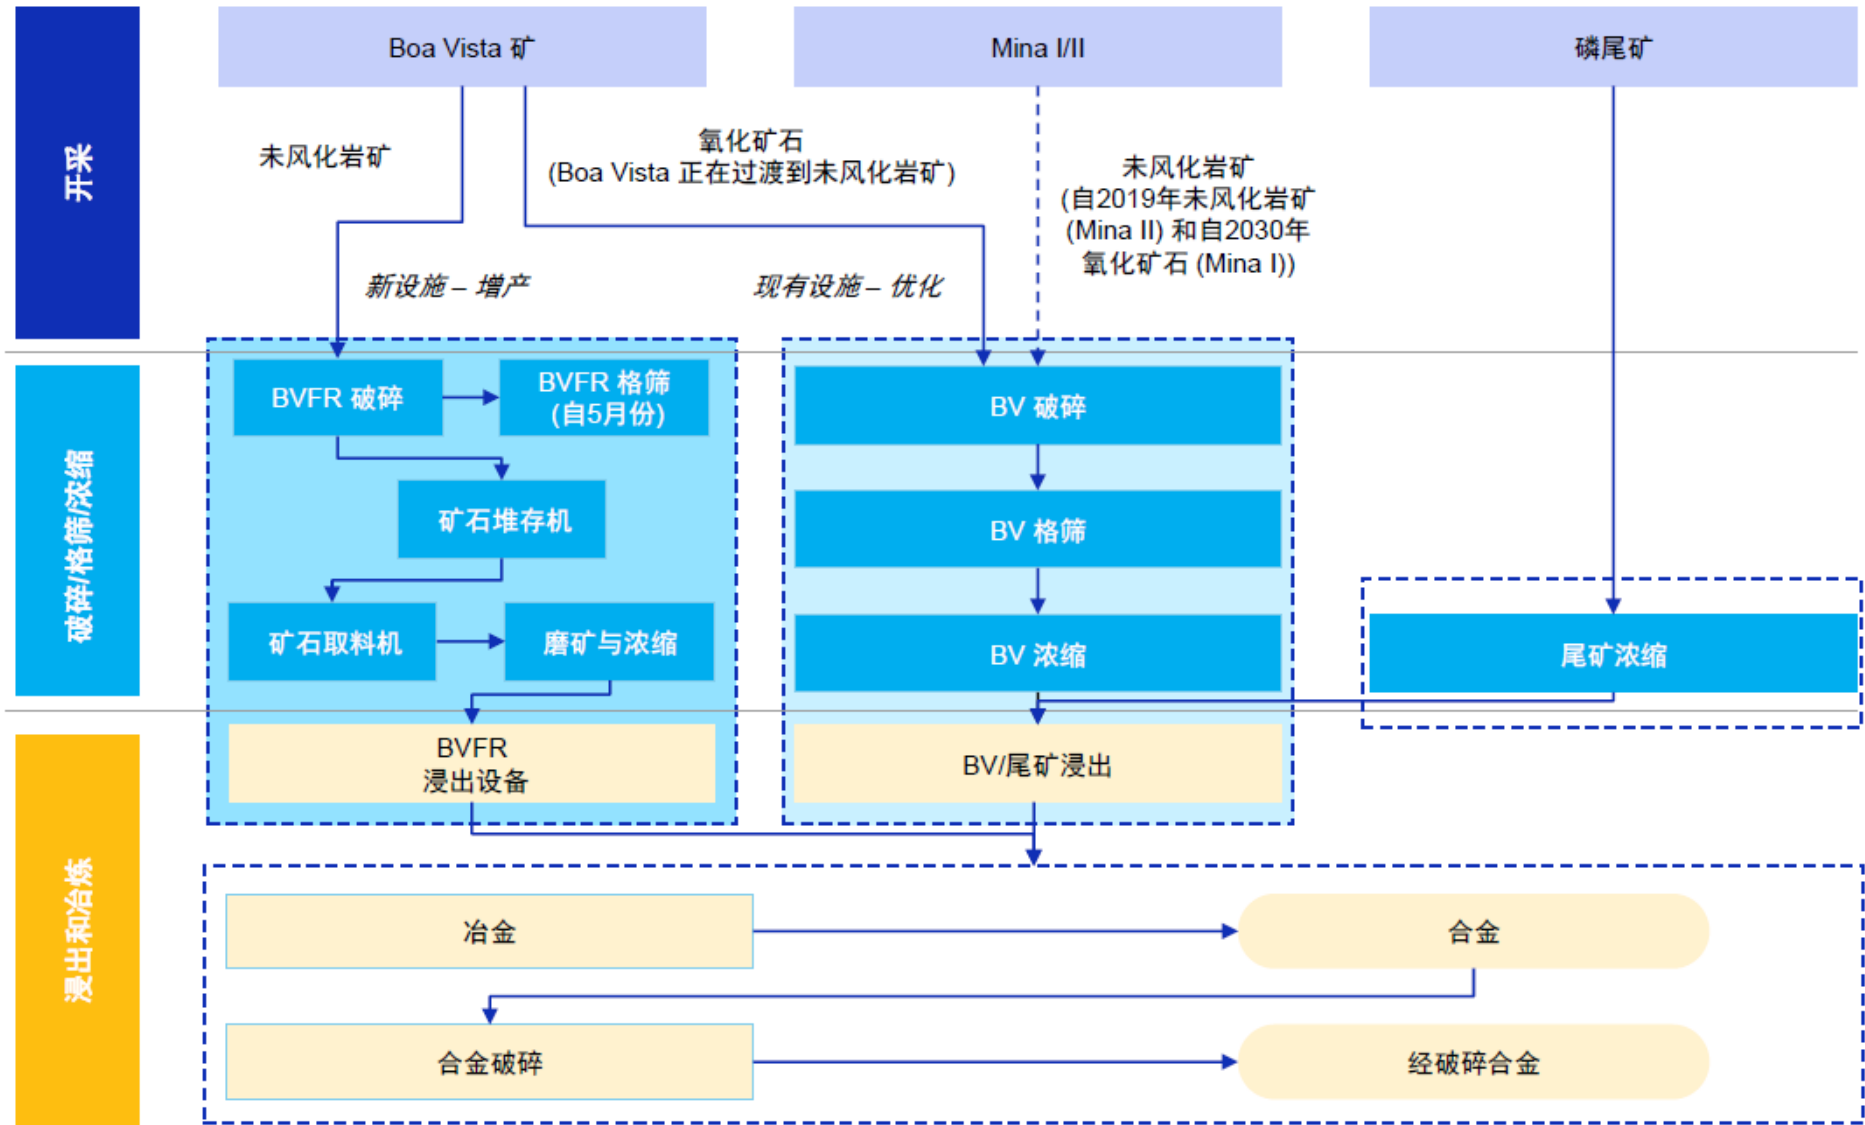 开采
Boa Vista 矿
Mina I/II
磷尾矿
未风化岩矿
氧化矿石
(Boa Vista 正在过渡到未风化岩矿)
未风化岩矿
(自2019年未风化岩矿
(Mina II) 和自2030年
氧化矿石 (Mina I))
新设施 – 增产
现有设施 – 优化
破碎/格筛/浓缩
BVFR 破碎
BVFR 格筛
(自5月份)
矿石堆存机
矿石取料机
磨矿与浓缩
BV 破碎
BV 格筛
BV 浓缩
尾矿浓缩
浸出和冶炼
BVFR
浸出设备
BV/尾矿浸出
冶金
合金
合金破碎
经破碎合金